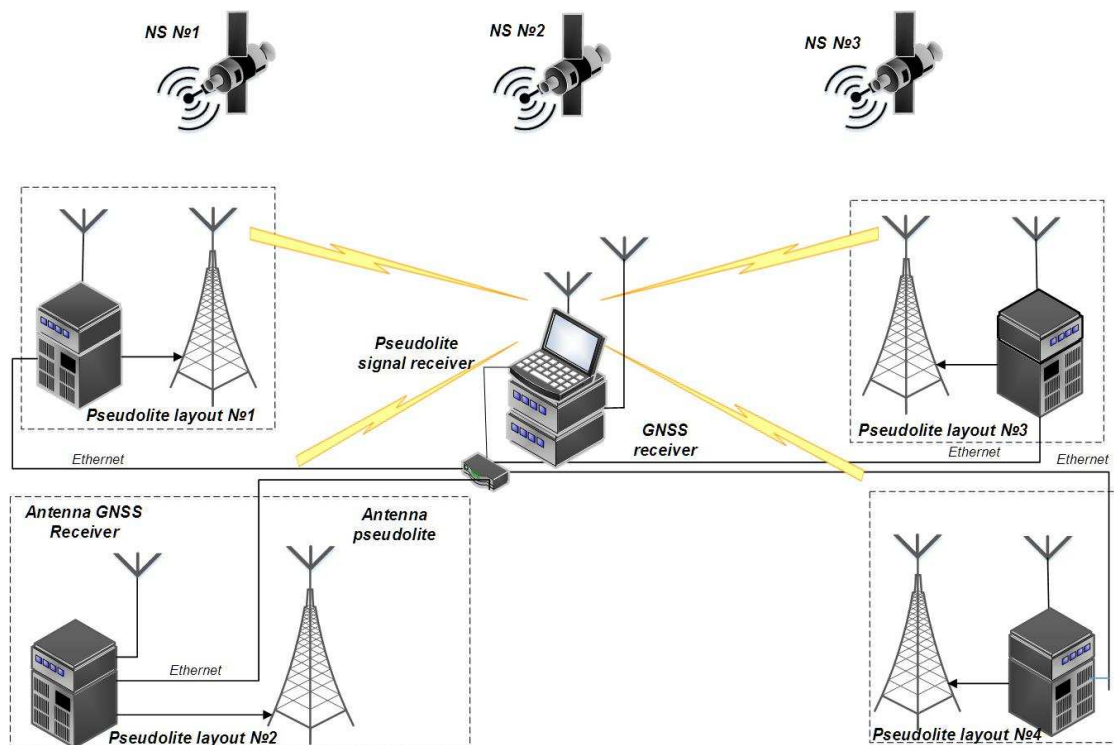 NS №1
NS №2
NS №3
Pseudolite
signal receiver
Pseudolite layout №1
GNSS
receiver
Pseudolite layout №3
Ethernet
Ethernet
Ethernet
Antenna GNSS
Receiver
Antenna
pseudolite
Ethernet
Pseudolite layout №2
Pseudolite layout №4